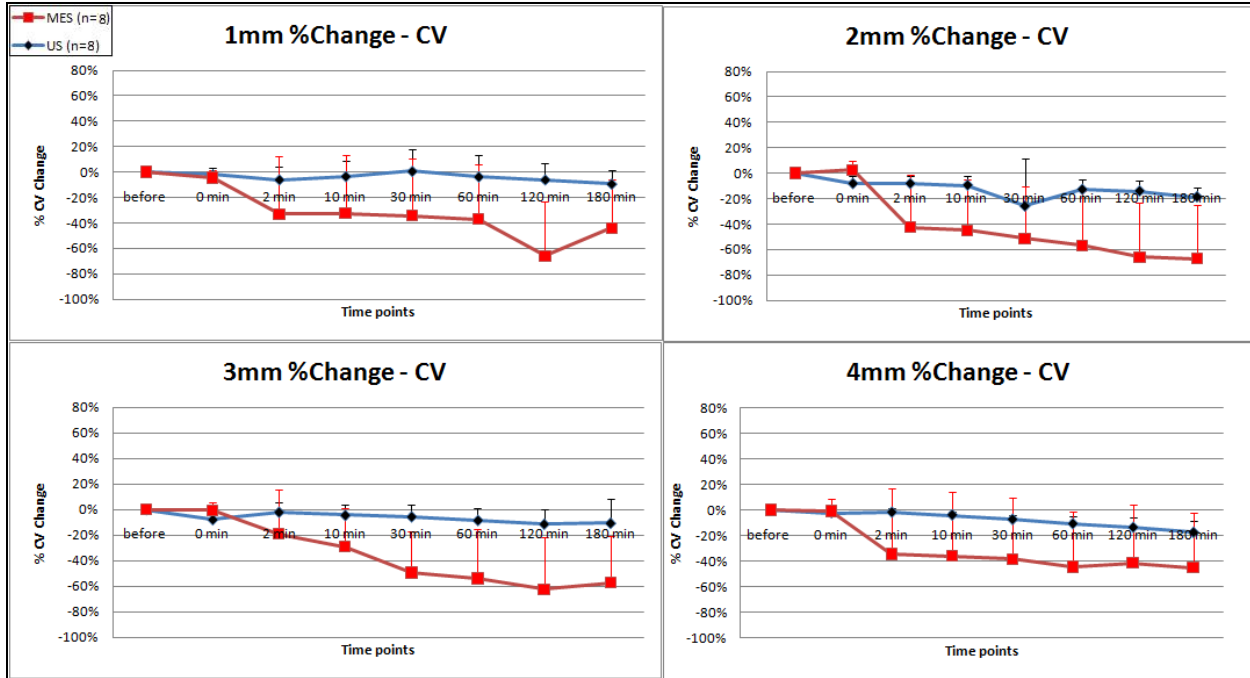 MES (n=8)
US (n=8)
1mm %Change - CV
% CV Change
80%
60%
40%
20%
0%
-20%
-40%
-60%
-80%
-100%
before 0 min 2 min 10 min 30 min 60 min 120 min 180 min
Time points
2mm %Change - CV
% CV Change
80%
60%
40%
20%
0%
-20%
-40%
-60%
-80%
-100%
before 0 min 2 min 10 min 30 min 60 min 120 min 180 min
Time points
3mm %Change - CV
% CV Change
80%
60%
40%
20%
0%
-20%
-40%
-60%
-80%
-100%
before 0 min 2 min 10 min 30 min 60 min 120 min 180 min
Time points
4mm %Change - CV
% CV Change
80%
60%
40%
20%
0%
-20%
-40%
-60%
-80%
-100%
before 0 min 2 min 10 min 30 min 60 min 120 min 180 min
Time points